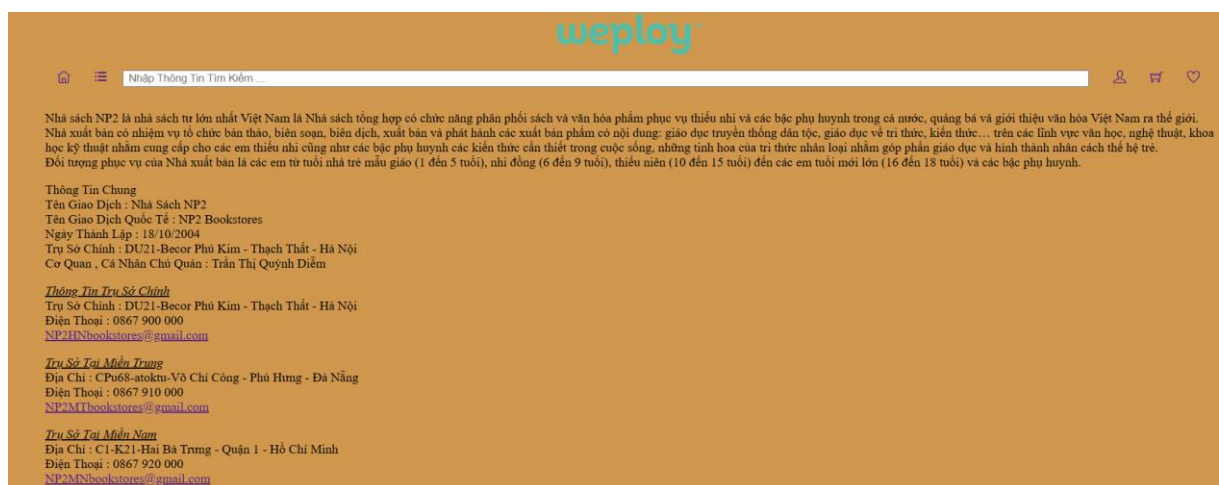 weploy
Nhập Thông Tin Tìm Kiếm ....
Nhà sách NP2 là nhà sách tư lớn nhất Việt Nam là Nhà sách tổng hợp có chức năng phân phối sách và văn hóa phẩm phục vụ thiếu nhi và các bậc phụ huynh trong cả nước, quảng bá và giới thiệu văn hóa Việt Nam ra thế giới.
Nhà xuất bản có nhiệm vụ tổ chức bản thảo, biên soạn, biên dịch, xuất bản và phát hành các xuất bản phẩm có nội dung: giáo dục truyền thống dân tộc, giáo dục về tri thức, kiến thức… trên các lĩnh vực văn học, nghệ thuật, khoa
học kỹ thuật nhằm cung cấp cho các em thiếu nhi cũng như các bậc phụ huynh các kiến thức cần thiết trong cuộc sống, những tinh hoa của tri thức nhân loại nhằm góp phần giáo dục và hình thành nhân cách thế hệ trẻ.
Đối tượng phục vụ của Nhà xuất bản là các em từ tuổi nhà trẻ mẫu giáo (1 đến 5 tuổi), nhi đồng (6 đến 9 tuổi), thiếu niên (10 đến 15 tuổi) đến các em tuổi mới lớn (16 đến 18 tuổi) và các bậc phụ huynh.
Thông Tin Chung
Tên Giao Dịch : Nhà Sách NP2
Tên Giao Dịch Quốc Tế : NP2 Bookstores
Ngày Thành Lập : 18/10/2004
Trụ Sở Chính : DU21-Becor Phú Kim - Thạch Thất - Hà Nội
Cơ Quan , Cá Nhân Chủ Quản : Trần Thị Quỳnh Diễm
Thông Tin Trụ Sở Chính
Trụ Sở Chính : DU21-Becor Phú Kim - Thạch Thất - Hà Nội
Điện Thoại : 0867 900 000
NP2HNbookstores@gmail.com
Trụ Sở Tại Miền Trung
Địa Chỉ : CPu68-atoktu-Võ Chí Công - Phú Hưng - Đà Nẵng
Điện Thoại : 0867 910 000
NP2MTbookstores@gmail.com
Trụ Sở Tại Miền Nam
Địa Chỉ : C1-K21-Hai Bà Trưng - Quận 1 - Hồ Chí Minh
Điện Thoại : 0867 920 000
NP2MNbookstores@gmail.com